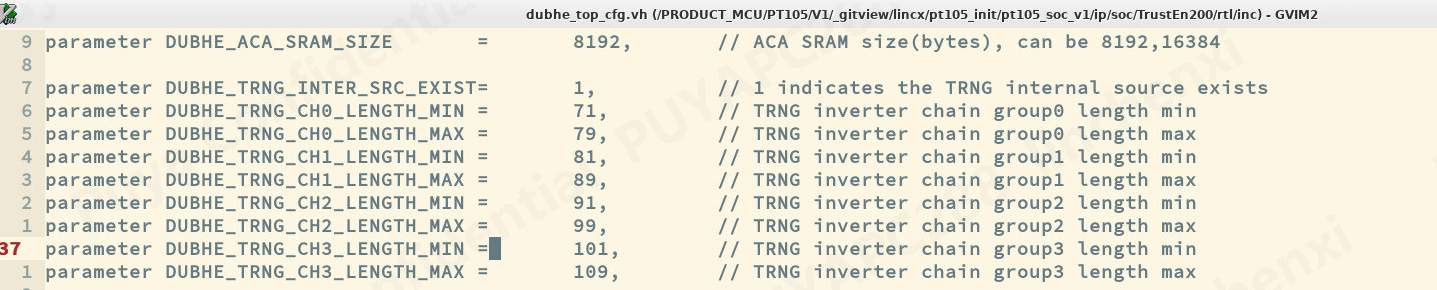 dubhe_top_cfg.vh (/PRODUCT_MCU/PT105/V1/_gitview/lincx/pt105_init/pt105_soc_v1/ip/soc/TrustEn200/rtl/inc) - GVIM2
9 parameter DUBHE_ACA_SRAM_SIZE = 8192, // ACA SRAM size(bytes), can be 8192,16384
8
7 parameter DUBHE_TRNG_INTER_SRC_EXIST= 1, // 1 indicates the TRNG internal source exists
6 parameter DUBHE_TRNG_CH0_LENGTH_MIN = 71, // TRNG inverter chain group0 length min
5 parameter DUBHE_TRNG_CH0_LENGTH_MAX = 79, // TRNG inverter chain group0 length max
4 parameter DUBHE_TRNG_CH1_LENGTH_MIN = 81, // TRNG inverter chain group1 length min
3 parameter DUBHE_TRNG_CH1_LENGTH_MAX = 89, // TRNG inverter chain group1 length max
2 parameter DUBHE_TRNG_CH2_LENGTH_MIN = 91, // TRNG inverter chain group2 length min
1 parameter DUBHE_TRNG_CH2_LENGTH_MAX = 99, // TRNG inverter chain group2 length max
37 parameter DUBHE_TRNG_CH3_LENGTH_MIN = 101, // TRNG inverter chain group3 length min
1 parameter DUBHE_TRNG_CH3_LENGTH_MAX = 109, // TRNG inverter chain group3 length max